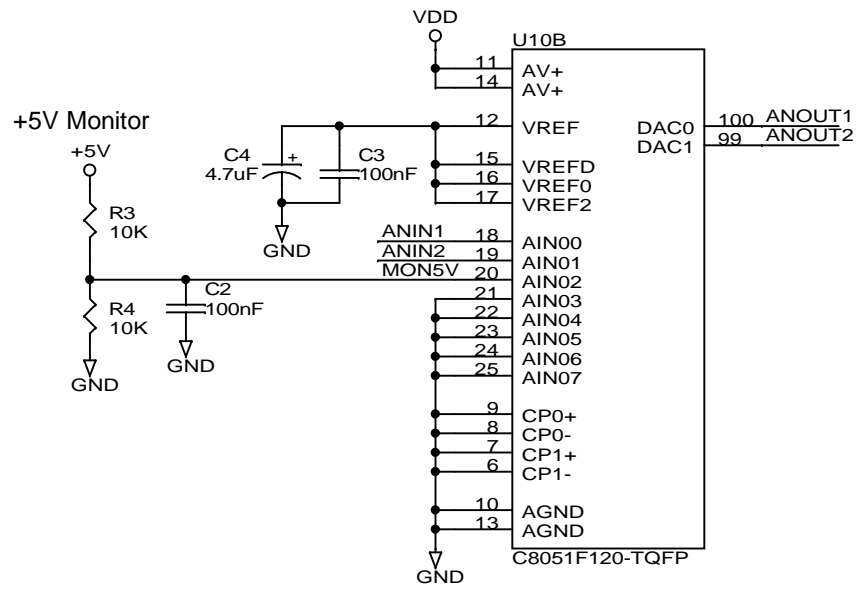 VDD
U10B
11 AV+
14 AV+
+5V Monitor
+5V
12 VREF
DAC0 100 ANOUT1
DAC1 99 ANOUT2
C4
4.7uF
+
C3
100nF
15 VREFD
16 VREF0
17 VREF2
R3
10K
GND
ANIN1 18 AIN00
ANIN2 19 AIN01
MON5V 20 AIN02
C2
100nF
21 AIN03
22 AIN04
23 AIN05
24 AIN06
25 AIN07
R4
10K
GND
GND
9 CP0+
8 CP0-
7 CP1+
6 CP1-
10 AGND
13 AGND
C8051F120-TQFP
GND